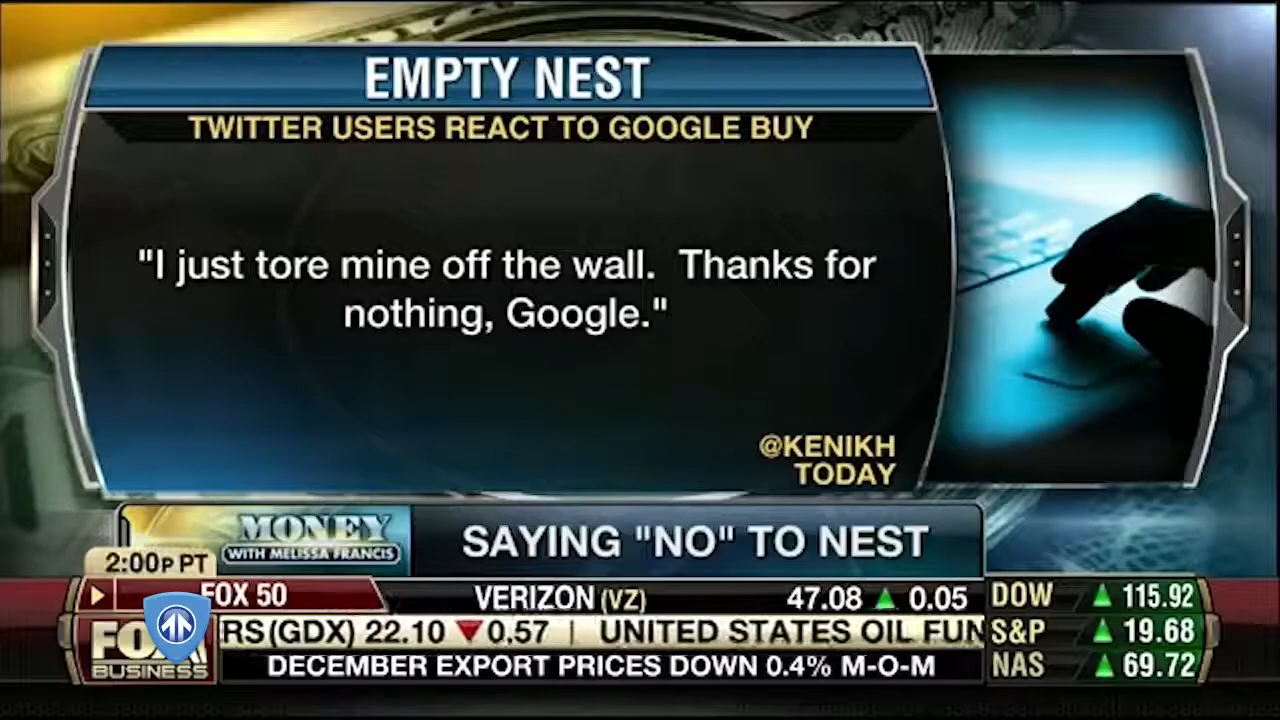 EMPTY NEST
TWITTER USERS REACT TO GOOGLE BUY
"I just tore mine off the wall. Thanks for
nothing, Google."
@KENIKH
TODAY
MONEY
WITH MELISSA FRANCIS
SAYING "NO" TO NEST
2:00P PT
FOX 50
VERIZON (VZ) 47.08 ▲ 0.05
DOW ▲ 115.92
RS(GDX) 22.10 ▼0.57 | UNITED STATES OIL FUN
S&P ▲ 19.68
FOX
BUSINESS
DECEMBER EXPORT PRICES DOWN 0.4% M-O-M
NAS ▲ 69.72